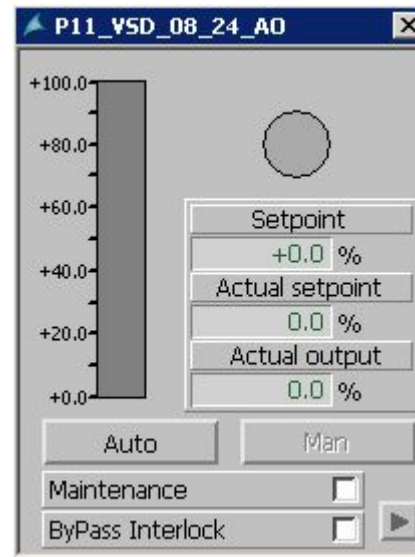 P11_VSD_08_24_AO
+100.0
+80.0
+60.0
+40.0
+20.0
+0.0
Setpoint
+0.0 %
Actual setpoint
0.0 %
Actual output
0.0 %
Auto
Man
Maintenance
ByPass Interlock